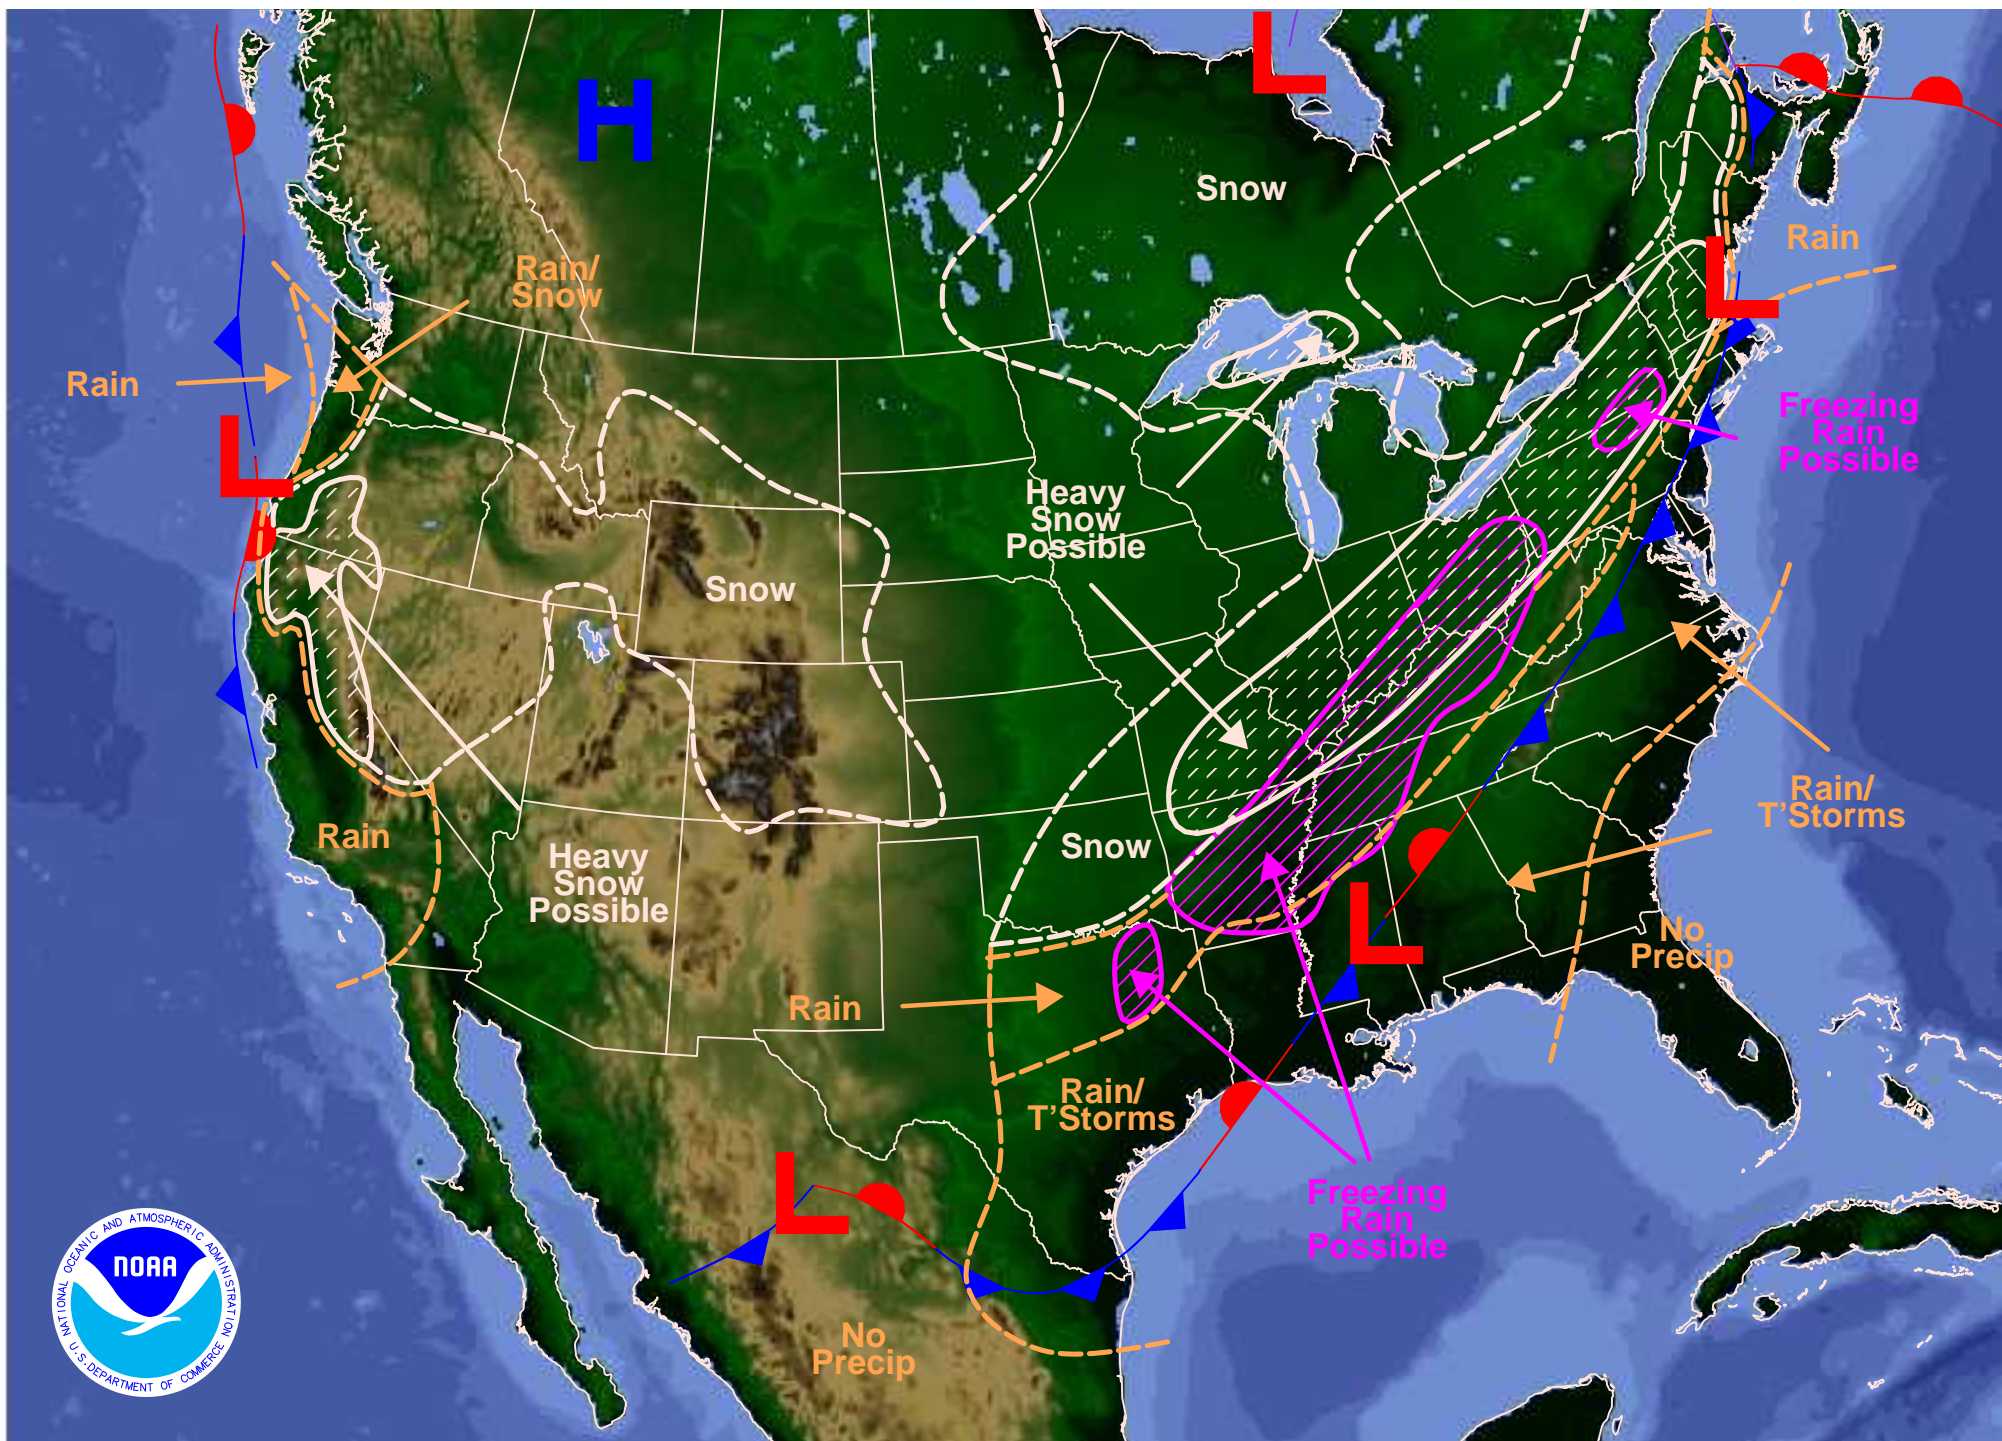 L
H
Snow
Rain
L
Rain/
Snow
Rain
L
Freezing
Rain
Possible
Heavy
Snow
Possible
Snow
Rain/
T'Storms
Rain
Snow
Heavy
Snow
Possible
L
No
Precip
Rain
Rain/
T'Storms
L
Freezing
Rain
Possible
No
Precip
NATIONAL OCEANIC AND ATMOSPHERIC ADMINISTRATION
NOAA
U.S. DEPARTMENT OF COMMERCE